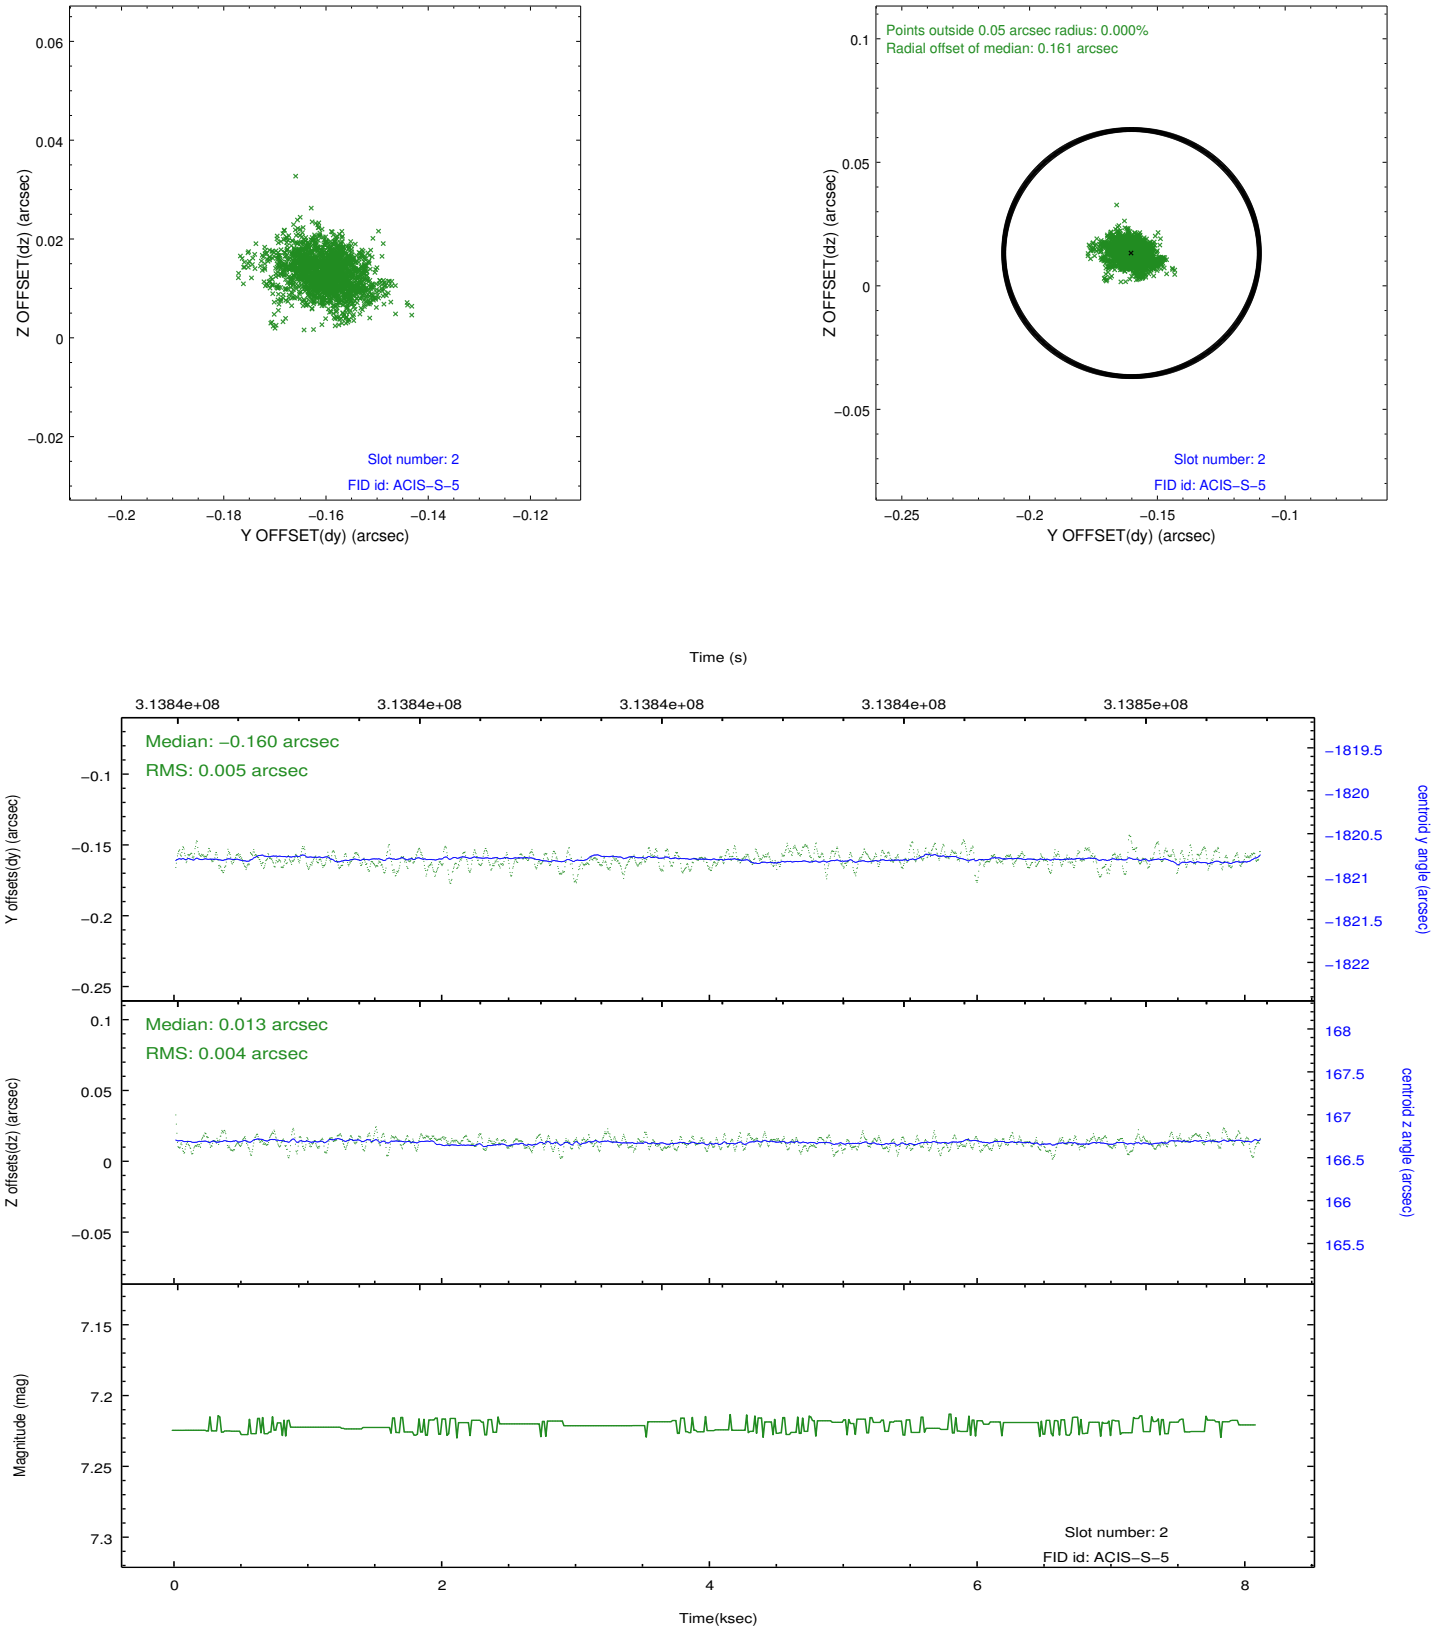 0.06
0.04
0.02
0
−0.02
Z OFFSET(dz) (arcsec)
Slot number: 2
FID id: ACIS−S−5
−0.2 −0.18 −0.16 −0.14 −0.12
Y OFFSET(dy) (arcsec)
Points outside 0.05 arcsec radius: 0.000%
Radial offset of median: 0.161 arcsec
0.1
0.05
0
−0.05
Z OFFSET(dz) (arcsec)
Slot number: 2
FID id: ACIS−S−5
−0.25 −0.2 −0.15 −0.1
Y OFFSET(dy) (arcsec)
Time (s)
3.1384e+08 3.1384e+08 3.1384e+08 3.1384e+08 3.1385e+08
Median: −0.160 arcsec
RMS: 0.005 arcsec
−0.1
−0.15
−0.2
−0.25
Y offsets(dy) (arcsec)
−1819.5
−1820
−1820.5
−1821
−1821.5
−1822
centroid y angle (arcsec)
Median: 0.013 arcsec
RMS: 0.004 arcsec
0.1
0.05
0
−0.05
Z offsets(dz) (arcsec)
168
167.5
167
166.5
166
165.5
centroid z angle (arcsec)
7.15
7.2
7.25
7.3
Magnitude (mag)
Slot number: 2
FID id: ACIS−S−5
0 2 4 6 8
Time(ksec)